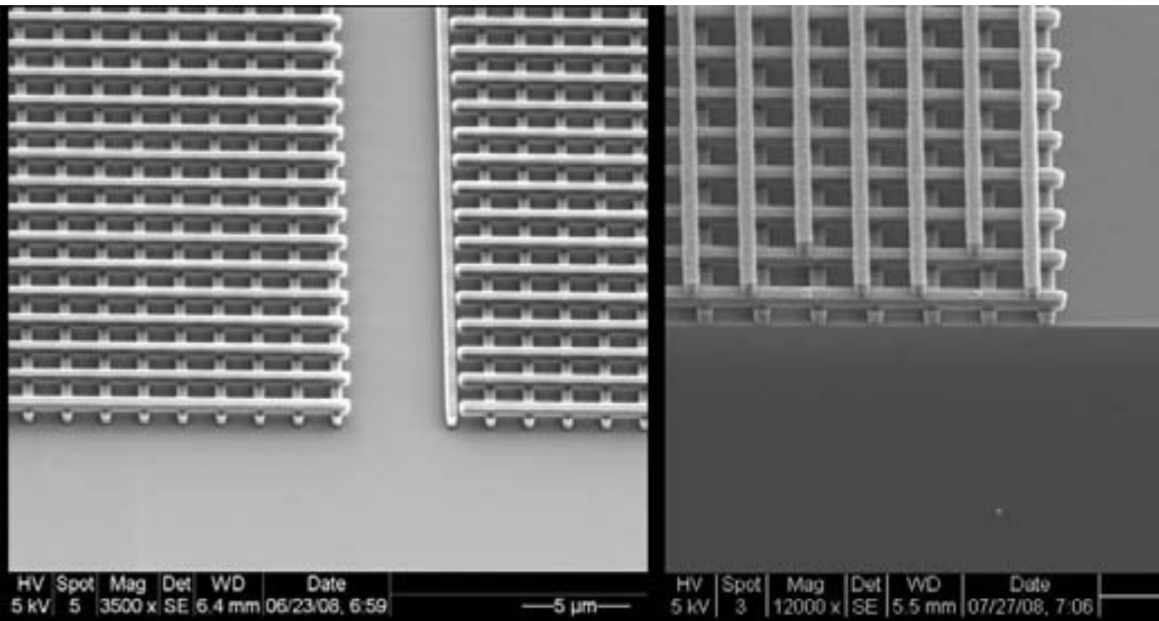 HV Spot Mag Det WD Date
5 kV 5 3500 x SE 6.4 mm 06/23/08, 6:59 5 µm
HV Spot Mag Det WD Date
5 kV 3 12000 x SE 5.5 mm 07/27/08, 7:06